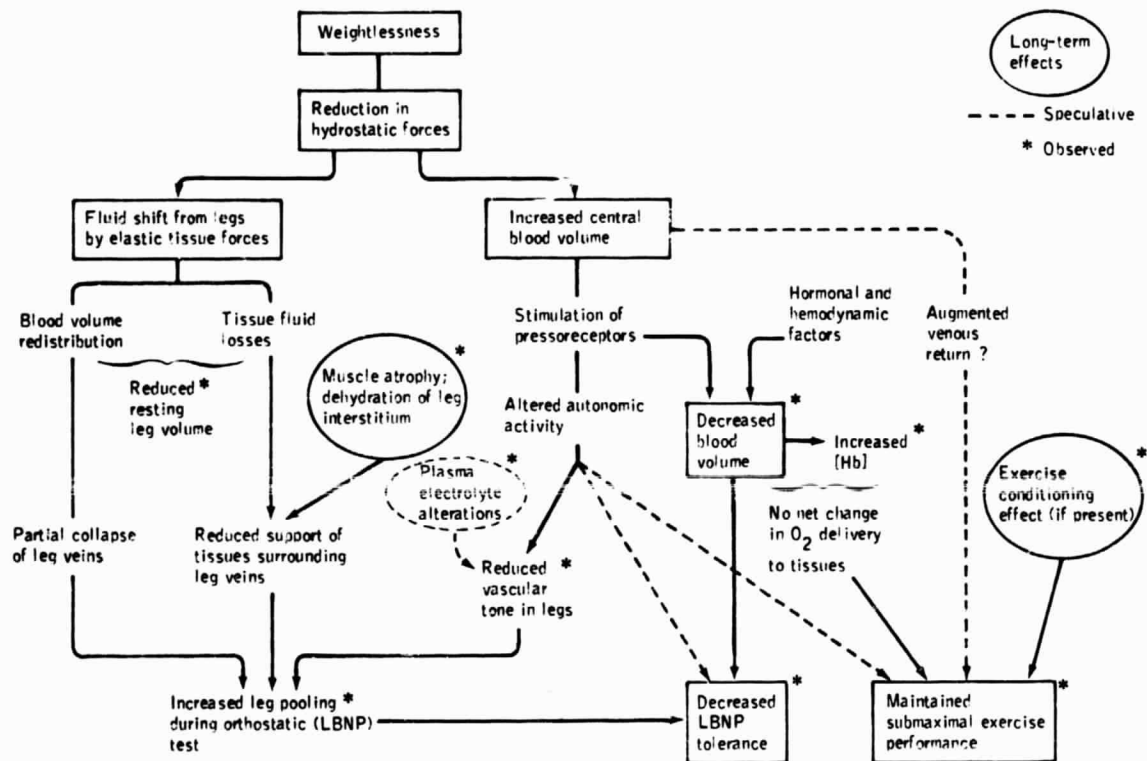 Weightlessness
Long-term
effects
Reduction in
hydrostatic forces
Speculative
* Observed
Fluid shift from legs
by elastic tissue forces
Increased central
blood volume
Blood volume
redistribution
Tissue fluid
losses
Stimulation of
pressoreceptors
Hormonal and
hemodynamic
factors
Augmented
venous
return ?
Reduced *
resting
leg volume
*
Muscle atrophy;
dehydration of leg
interstitium
Altered autonomic
activity
*
Decreased
blood
volume
Increased *
[Hb]
*
Plasma
electrolyte
alterations
*
Exercise
conditioning
effect (if present)
No net change
in O2 delivery
to tissues
Partial collapse
of leg veins
Reduced support of
tissues surrounding
leg veins
Reduced *
vascular
tone in legs
Increased leg pooling *
during orthostatic (LBNP)
test
*
Decreased
LBNP
tolerance
*
Maintained
submaximal exercise
performance